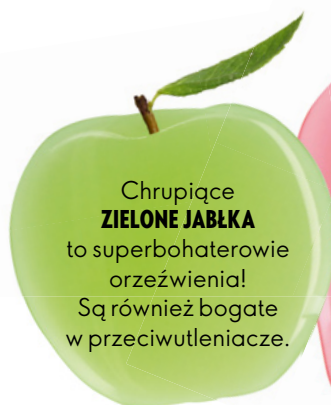 Chrupiące
ZIELONE JABŁKA
to superbohaterowie
orzeźwienia!
Są również bogate
w przeciwutleniacze.